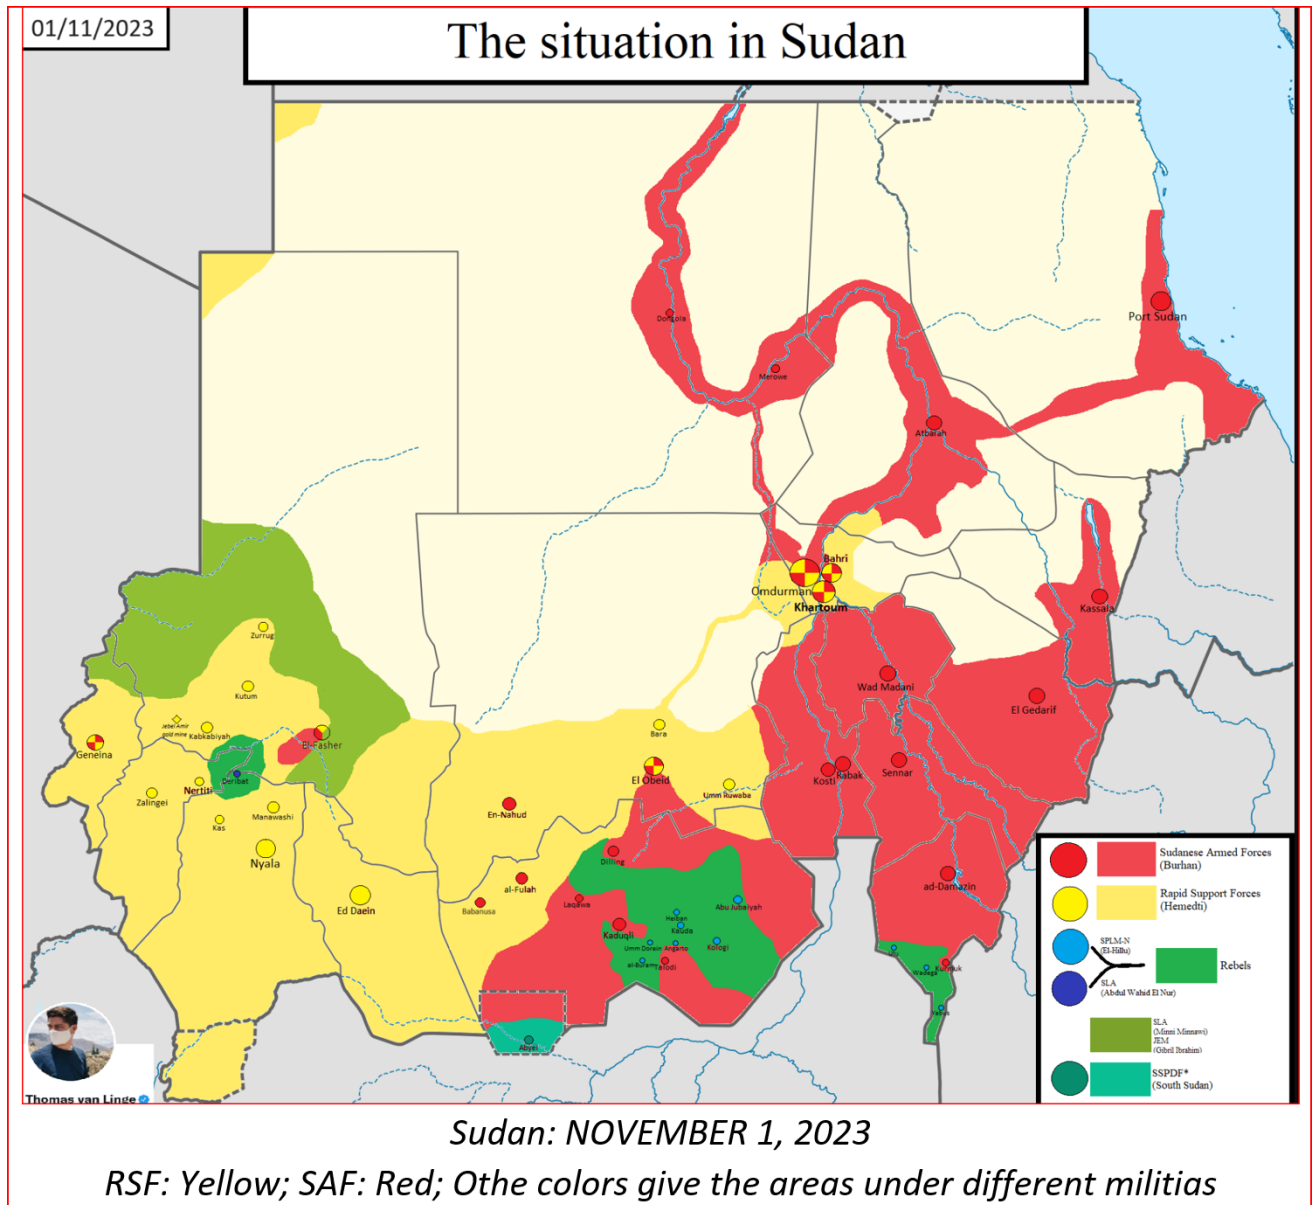 01/11/2023
The situation in Sudan
Port Sudan
Dongola
Merowe
Atbarah
Bahri
Omdurman
Khartoum
Kassala
Zurrug
Kutum
Wad Madani
El Gedarif
Jebel Amir
gold mine
Kabkabiyah
Geneina
El-Fasher
Bara
El Obeid
Deribat
Nertiti
Zalingei
Kosti
Rabak
Sennar
Umm Ruwaba
En-Nahud
Manawashi
Kas
Nyala
Dilling
al-Fulah
Babanusa
Laqawa
Ed Daein
ad-Damazin
Abu Jubaiyah
Heiban
Kauda
Kaduqli
Umm Dorein
Angarto
Kologi
al-Buram
Talodi
Wadega
Kurmuk
Yabus
Abyei
Sudanese Armed Forces
(Burhan)
Rapid Support Forces
(Hemedti)
SPLM-N
(El-Hillu)
Rebels
SLA
(Abdul Wahid El Nur)
SLA
(Minni Minnawi)
JEM
(Gibril Ibrahim)
SSPDF*
(South Sudan)
Thomas van Linge
Sudan: NOVEMBER 1, 2023
RSF: Yellow; SAF: Red; Othe colors give the areas under different militias